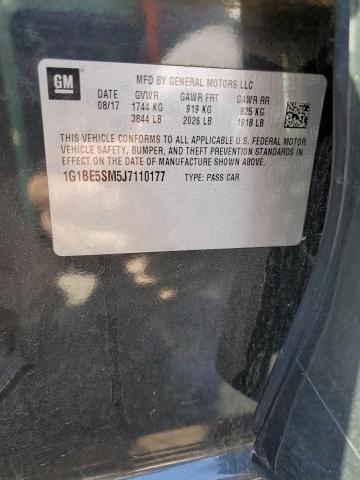 GM
MFD BY GENERAL MOTORS LLC
DATE GVWR GAWR FRT GAWR RR
08/17 1744 KG 919 KG 825 KG
3844 LB 2026 LB 1818 LB
THIS VEHICLE CONFORMS TO ALL APPLICABLE U.S. FEDERAL MOTOR
VEHICLE SAFETY, BUMPER, AND THEFT PREVENTION STANDARDS
IN EFFECT ON THE DATE OF MANUFACTURE SHOWN ABOVE.
1G1BE5SM5J7110177 TYPE: PASS CAR